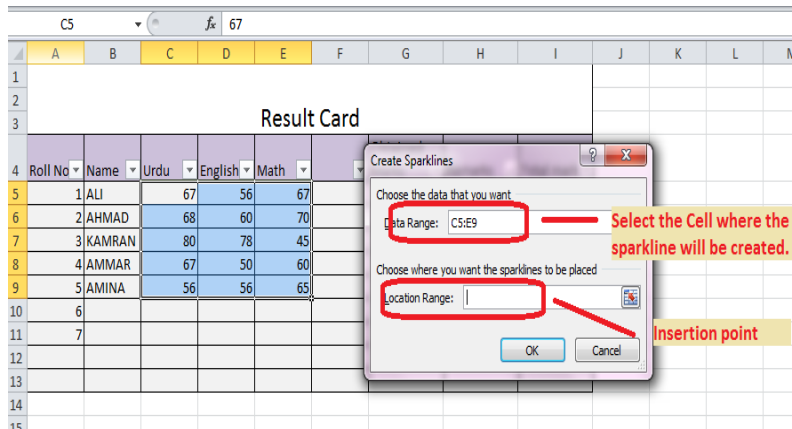 C5 fx 67
A B C D E F G H I J K L
1
2
3 Result Card
4 Roll No Name Urdu English Math
5 1 ALI 67 56 67
6 2 AHMAD 68 60 70
7 3 KAMRAN 80 78 45
8 4 AMMAR 67 50 60
9 5 AMINA 56 56 65
10 6
11 7
12
13
14
15
Create Sparklines ? X
Choose the data that you want
Data Range: C5:E9
Choose where you want the sparklines to be placed
Location Range:
OK Cancel
Select the Cell where the
sparkline will be created.
Insertion point